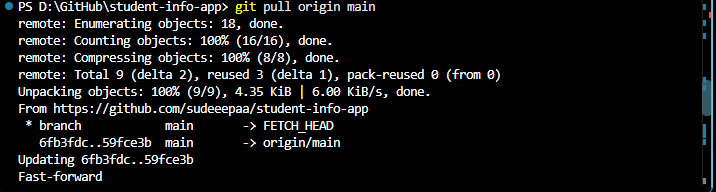 PS D:\GitHub\student-info-app> git pull origin main
remote: Enumerating objects: 18, done.
remote: Counting objects: 100% (16/16), done.
remote: Compressing objects: 100% (8/8), done.
remote: Total 9 (delta 2), reused 3 (delta 1), pack-reused 0 (from 0)
Unpacking objects: 100% (9/9), 4.35 KiB | 6.00 KiB/s, done.
From https://github.com/sudeeepaa/student-info-app
 * branch            main       -> FETCH_HEAD
   6fb3fdc..59fce3b  main       -> origin/main
Updating 6fb3fdc..59fce3b
Fast-forward